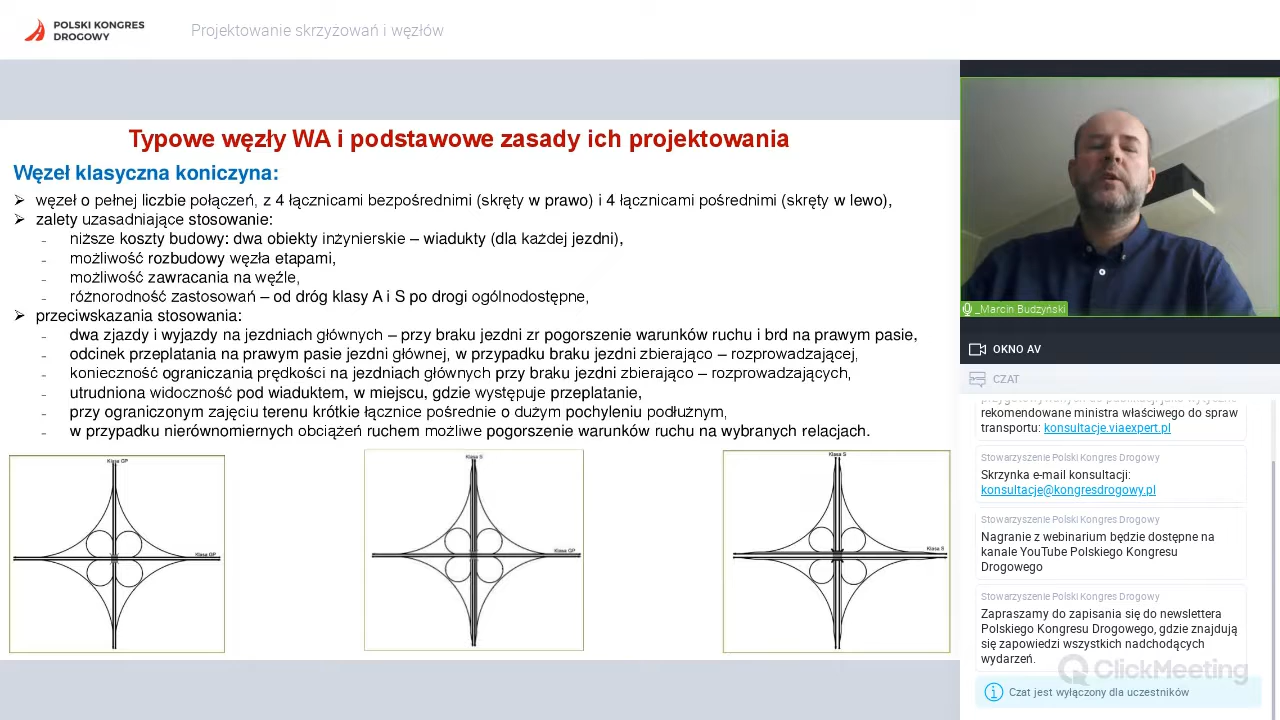 POLSKI KONGRES
DROGOWY
Projektowanie skrzyżowań i węzłów
Typowe węzły WA i podstawowe zasady ich projektowania
Węzeł klasyczna koniczyna:
węzeł o pełnej liczbie połączeń, z 4 łącznicami bezpośrednimi (skręty w prawo) i 4 łącznicami pośrednimi (skręty w lewo),
zalety uzasadniające stosowanie:
- niższe koszty budowy: dwa obiekty inżynierskie – wiadukty (dla każdej jezdni),
- możliwość rozbudowy węzła etapami,
- możliwość zawracania na węźle,
- różnorodność zastosowań – od dróg klasy A i S po drogi ogólnodostępne,
przeciwskazania stosowania:
- dwa zjazdy i wyjazdy na jezdniach głównych – przy braku jezdni zr pogorszenie warunków ruchu i brd na prawym pasie,
- odcinek przeplatania na prawym pasie jezdni głównej, w przypadku braku jezdni zbierająco – rozprowadzającej,
- konieczność ograniczania prędkości na jezdniach głównych przy braku jezdni zbierająco – rozprowadzających,
- utrudniona widoczność pod wiaduktem, w miejscu, gdzie występuje przeplatanie,
- przy ograniczonym zajęciu terenu krótkie łącznice pośrednie o dużym pochyleniu podłużnym,
- w przypadku nierównomiernych obciążeń ruchem możliwe pogorszenie warunków ruchu na wybranych relacjach.
Klasa GP
Klasa GP
Klasa S
Klasa GP
Klasa S
Klasa S
_Marcin Budzyński
OKNO AV
CZAT
rekomendowane ministra właściwego do spraw
transportu: konsultacje.viaexpert.pl
Stowarzyszenie Polski Kongres Drogowy
Skrzynka e-mail konsultacji:
konsultacje@kongresdrogowy.pl
Stowarzyszenie Polski Kongres Drogowy
Nagranie z webinarium będzie dostępne na
kanale YouTube Polskiego Kongresu
Drogowego
Stowarzyszenie Polski Kongres Drogowy
Zapraszamy do zapisania się do newslettera
Polskiego Kongresu Drogowego, gdzie znajdują
się zapowiedzi wszystkich nadchodzących
wydarzeń.
ClickMeeting
Czat jest wyłączony dla uczestników